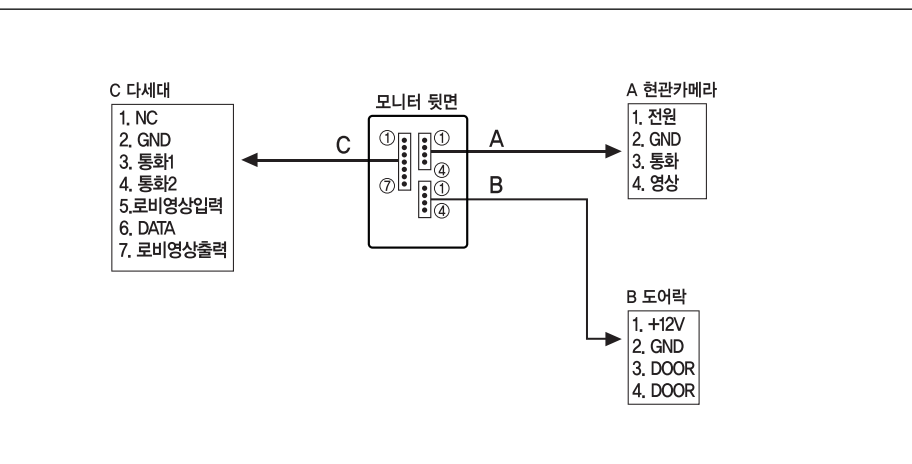 C 다세대
1. NC
2. GND
3. 통화1
4. 통화2
5.로비영상입력
6. DATA
7. 로비영상출력
모니터 뒷면
①
⑦
①
④
①
④
C
A
B
A 현관카메라
1. 전원
2. GND
3. 통화
4. 영상
B 도어락
1. +12V
2. GND
3. DOOR
4. DOOR